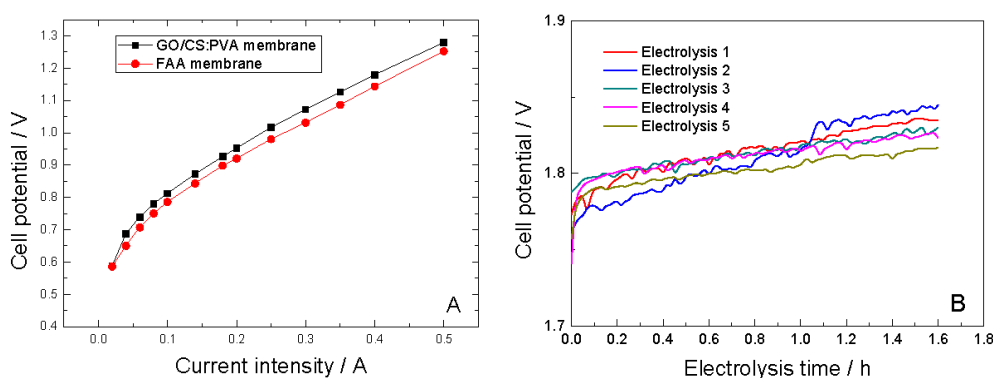 GO/CS:PVA membrane
FAA membrane
Cell potential / V
1.3
1.2
1.1
1.0
0.9
0.8
0.7
0.6
0.5
0.4
0.0
0.1
0.2
0.3
0.4
0.5
Current intensity / A
A
Electrolysis 1
Electrolysis 2
Electrolysis 3
Electrolysis 4
Electrolysis 5
Cell potential / V
1.9
1.8
1.7
0.0
0.2
0.4
0.6
0.8
1.0
1.2
1.4
1.6
1.8
Electrolysis time / h
B